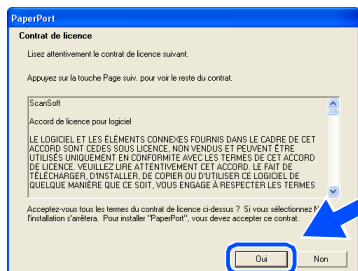 PaperPort
Contrat de licence
Lisez attentivement le contrat de licence suivant.
Appuyez sur la touche Page suiv. pour voir le reste du contrat.
ScanSoft
Accord de licence pour logiciel
LE LOGICIEL ET LES ÉLÉMENTS CONNEXES FOURNIS DANS LE CADRE DE CET
ACCORD SONT CEDES SOUS LICENCE, NON VENDUS ET PEUVENT ÊTRE
UTILISÉS UNIQUEMENT EN CONFORMITE AVEC LES TERMES DE CET ACCORD
DE LICENCE. VEUILLEZ LIRE ATTENTIVEMENT CET ACCORD. LE FAIT DE
TÉLÉCHARGER, D'INSTALLER, DE COPIER OU D'UTILISER CE LOGICIEL DE
QUELQUE MANIÈRE QUE CE SOIT, VOUS ENGAGE À RESPECTER LES TERMES
Acceptez-vous tous les termes du contrat de licence ci-dessus ? Si vous sélectionnez
l'installation s'arrêtera. Pour installer "PaperPort", vous devez accepter ce contrat.
Oui
Non